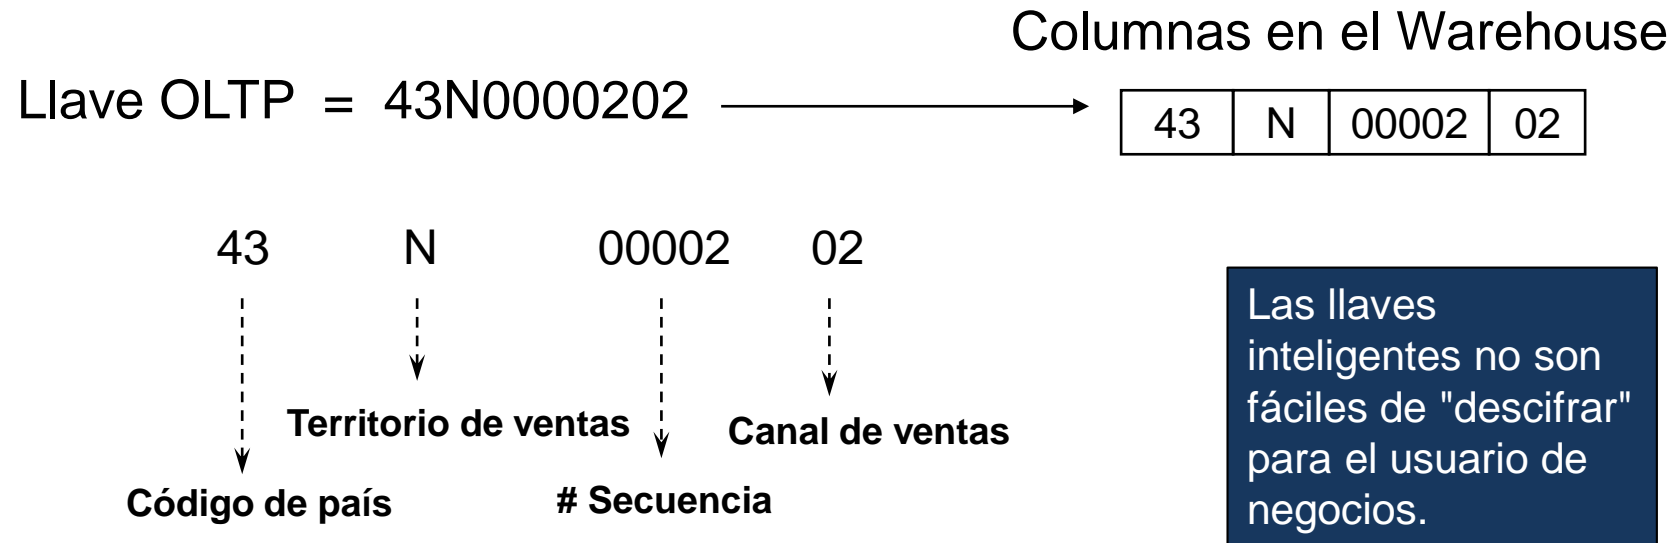 Columnas en el Warehouse
Llave OLTP = 43N0000202
43 N 00002 02
43 N 00002 02
Territorio de ventas
Canal de ventas
Código de país
# Secuencia
Las llaves
inteligentes no son
fáciles de "descifrar"
para el usuario de
negocios.